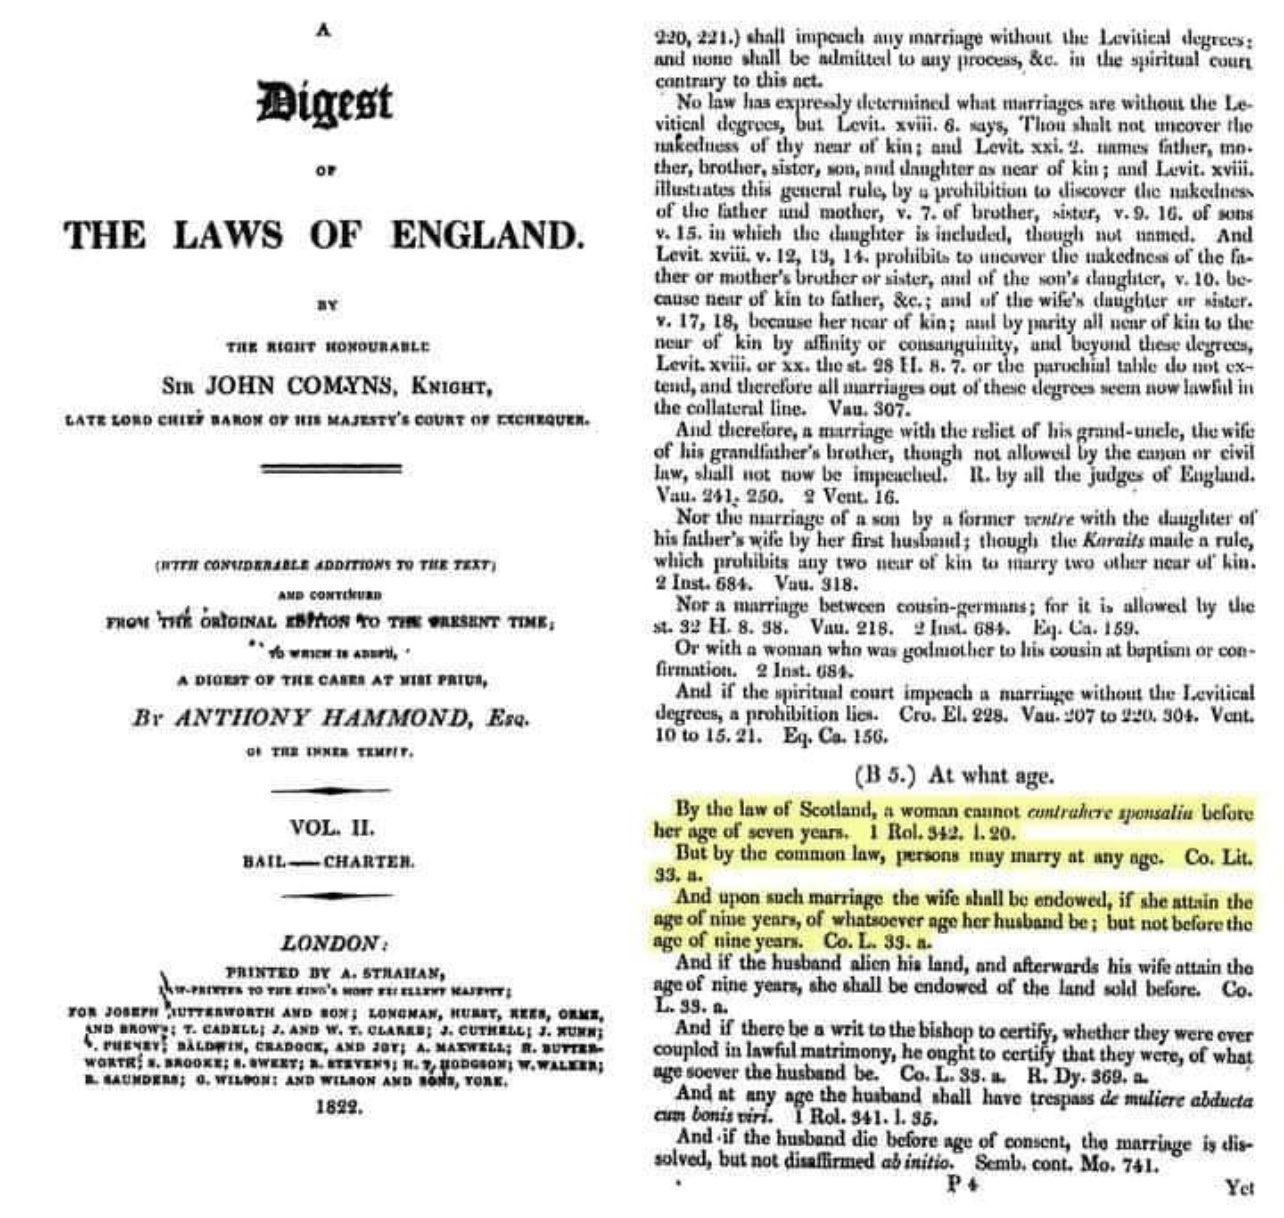 A
Digest
OF
THE LAWS OF ENGLAND.
BY
THE RIGHT HONOURABLE
SIR JOHN COMYNS, KNIGHT,
LATE LORD CHIEF BARON OF HIS MAJESTY'S COURT OF EXCHEQUER.
(WITH CONSIDERABLE ADDITIONS TO THE TEXT)
AND CONTINUED
FROM THE ORIGINAL EDITION TO THE PRESENT TIME;
TO WHICH IS ADDED,
A DIGEST OF THE CASES AT NISI PRIUS,
BY ANTHONY HAMMOND, ESQ.
OF THE INNER TEMPLE.
VOL. II.
BAIL—CHARTER.
LONDON:
PRINTED BY A. STRAHAN,
LAW-PRINTER TO THE KING'S MOST EXCELLENT MAJESTY;
FOR JOSEPH BUTTERWORTH AND SON; LONGMAN, HURST, REES, ORME,
AND BROWN; T. CADELL; J. AND W. T. CLARKE; J. CUTHELL; J. NUNN;
PHENEY; BALDWIN, CRADOCK, AND JOY; A. MAXWELL; H. BUTTER-
WORTH; S. BROOKE; S. SWEET; R. STEVENS; H. T. HODGSON; W. WALKER;
R. SAUNDERS; O. WILSON; AND WILSON AND SONS, YORK.
1822.
220, 221.) shall impeach any marriage without the Levitical degrees;
and none shall be admitted to any process, &c. in the spiritual court
contrary to this act.
No law has expressly determined what marriages are without the Le-
vitical degrees, but Levit. xviii. 6. says, Thou shalt not uncover the
nakedness of thy near of kin; and Levit. xxi. 2. names father, mo-
ther, brother, sister, son, and daughter as near of kin; and Levit. xviii.
illustrates this general rule, by a prohibition to discover the nakedness
of the father and mother, v. 7. of brother, sister, v. 9. 16. of sons
v. 15. in which the daughter is included, though not named. And
Levit. xviii. v. 12, 13, 14. prohibits to uncover the nakedness of the fa-
ther or mother's brother or sister, and of the son's daughter, v. 10. be-
cause near of kin to father, &c.; and of the wife's daughter or sister.
v. 17, 18, because her near of kin; and by parity all near of kin to the
near of kin by affinity or consanguinity, and beyond these degrees,
Levit. xviii. or xx. the st. 28 H. 8. 7. or the parochial table do not ex-
tend, and therefore all marriages out of these degrees seem now lawful in
the collateral line. Vau. 307.
And therefore, a marriage with the relict of his grand-uncle, the wife
of his grandfather's brother, though not allowed by the canon or civil
law, shall not now be impeached. R. by all the judges of England.
Vau. 241. 250. 2 Vent. 16.
Nor the marriage of a son by a former ventre with the daughter of
his father's wife by her first husband; though the Karaits made a rule,
which prohibits any two near of kin to marry two other near of kin.
2 Inst. 684. Vau. 318.
Nor a marriage between cousin-germans; for it is allowed by the
st. 32 H. 8. 38. Vau. 218. 2 Inst. 684. Eq. Ca. 159.
Or with a woman who was godmother to his cousin at baptism or con-
firmation. 2 Inst. 684.
And if the spiritual court impeach a marriage without the Levitical
degrees, a prohibition lies. Cro. El. 228. Vau. 207 to 220. 304. Vent.
10 to 15. 21. Eq. Ca. 156.
(B 5.) At what age.
By the law of Scotland, a woman cannot contrahere sponsalia before
her age of seven years. 1 Rol. 342. l. 20.
But by the common law, persons may marry at any age. Co. Lit.
33. a.
And upon such marriage the wife shall be endowed, if she attain the
age of nine years, of whatsoever age her husband be; but not before the
age of nine years. Co. L. 33. a.
And if the husband alien his land, and afterwards his wife attain the
age of nine years, she shall be endowed of the land sold before. Co.
L. 33. a.
And if there be a writ to the bishop to certify, whether they were ever
coupled in lawful matrimony, he ought to certify that they were, of what
age soever the husband be. Co. L. 33. a. R. Dy. 369. a.
And at any age the husband shall have trespass de muliere abducta
cum bonis viri. 1 Rol. 341. l. 35.
And if the husband die before age of consent, the marriage is dis-
solved, but not disaffirmed ab initio. Semb. cont. Mo. 741.
P 4
Yet